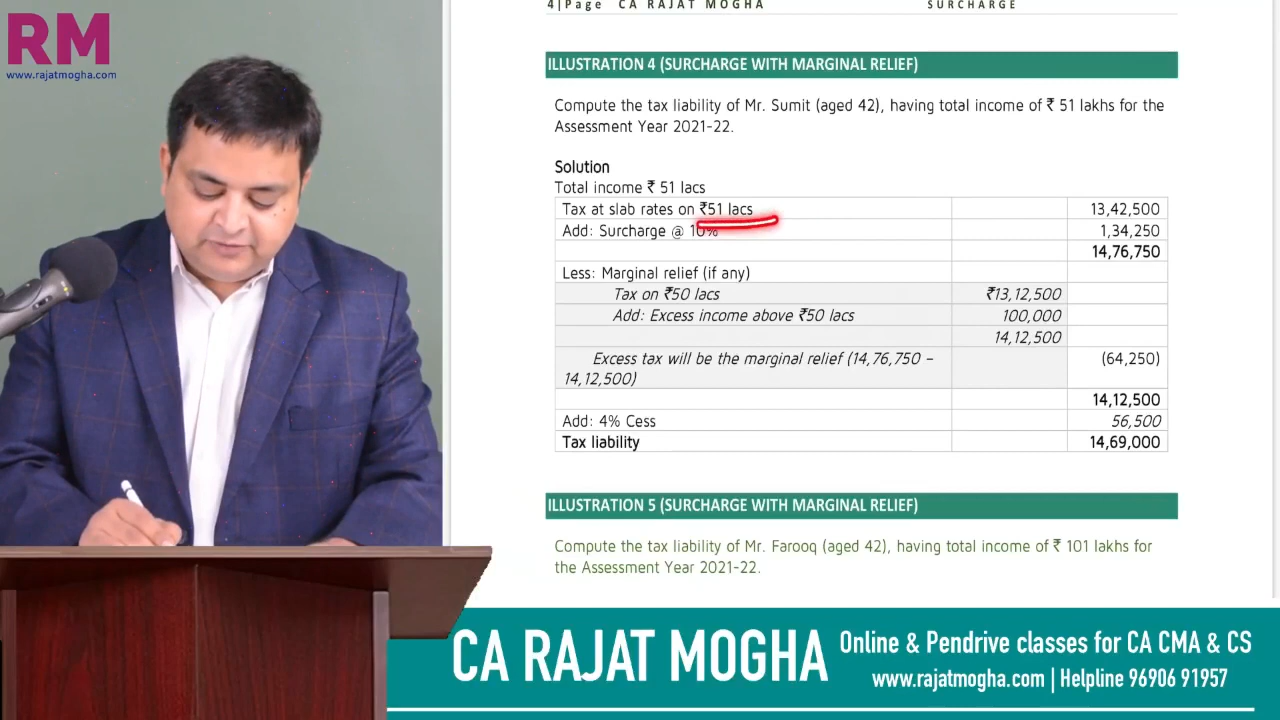 RM
www.rajatmogha.com
4|Page CA RAJAT MOGHA SURCHARGE
ILLUSTRATION 4 (SURCHARGE WITH MARGINAL RELIEF)
Compute the tax liability of Mr. Sumit (aged 42), having total income of ₹ 51 lakhs for the
Assessment Year 2021-22.
Solution
Total income ₹ 51 lacs
Tax at slab rates on ₹51 lacs 13,42,500
Add: Surcharge @ 10% 1,34,250
14,76,750
Less: Marginal relief (if any)
Tax on ₹50 lacs ₹13,12,500
Add: Excess income above ₹50 lacs 100,000
14,12,500
Excess tax will be the marginal relief (14,76,750 – (64,250)
14,12,500)
14,12,500
Add: 4% Cess 56,500
Tax liability 14,69,000
ILLUSTRATION 5 (SURCHARGE WITH MARGINAL RELIEF)
Compute the tax liability of Mr. Farooq (aged 42), having total income of ₹ 101 lakhs for
the Assessment Year 2021-22.
CA RAJAT MOGHA
Online & Pendrive classes for CA CMA & CS
www.rajatmogha.com | Helpline 96906 91957